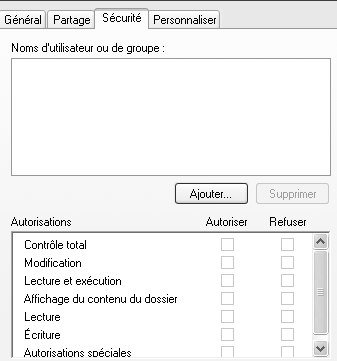 Général Partage Sécurité Personnaliser
Noms d'utilisateur ou de groupe :
Ajouter... Supprimer
Autorisations Autoriser Refuser
Contrôle total
Modification
Lecture et exécution
Affichage du contenu du dossier
Lecture
Écriture
Autorisations spéciales